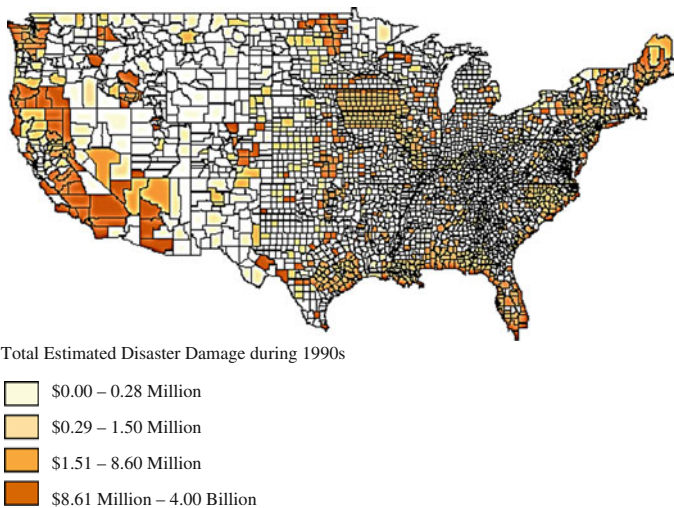 Total Estimated Disaster Damage during 1990s
$0.00 – 0.28 Million
$0.29 – 1.50 Million
$1.51 – 8.60 Million
$8.61 Million – 4.00 Billion